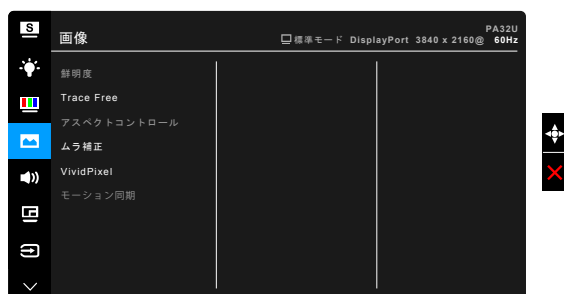 S
画像
PA32U
標準モード DisplayPort 3840 x 2160@ 60Hz
鮮明度
Trace Free
アスペクトコントロール
ムラ補正
VividPixel
モーション同期